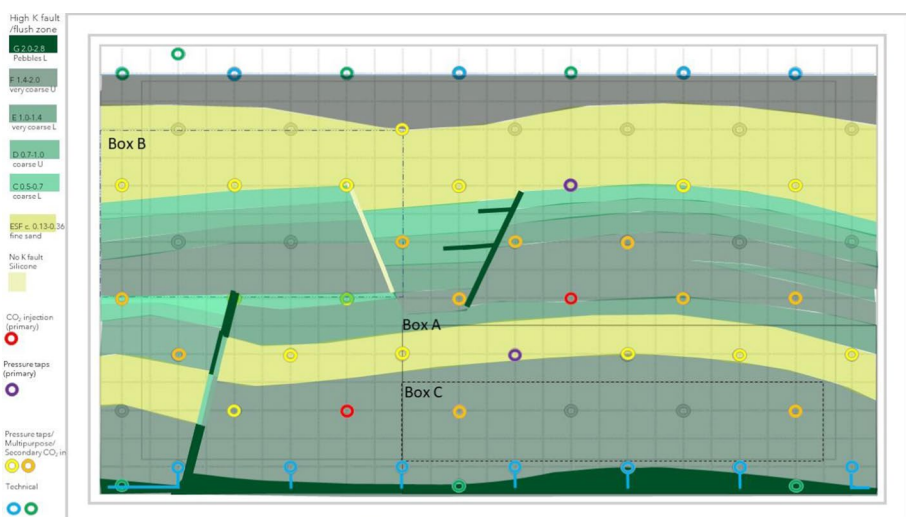 High K fault
/flush zone
G 2.0-2.8
Pebbles L
F 1.4-2.0
very coarse U
E 1.0-1.4
very coarse L
D 0.7-1.0
coarse U
C 0.5-0.7
coarse L
ESF c. 0.13-0.36
fine sand
No K fault
Silicone
CO₂ injection
(primary)
Pressure taps
(primary)
Pressure taps/
Multipurpose/
Secondary CO₂ in
Technical
Box B
Box A
Box C